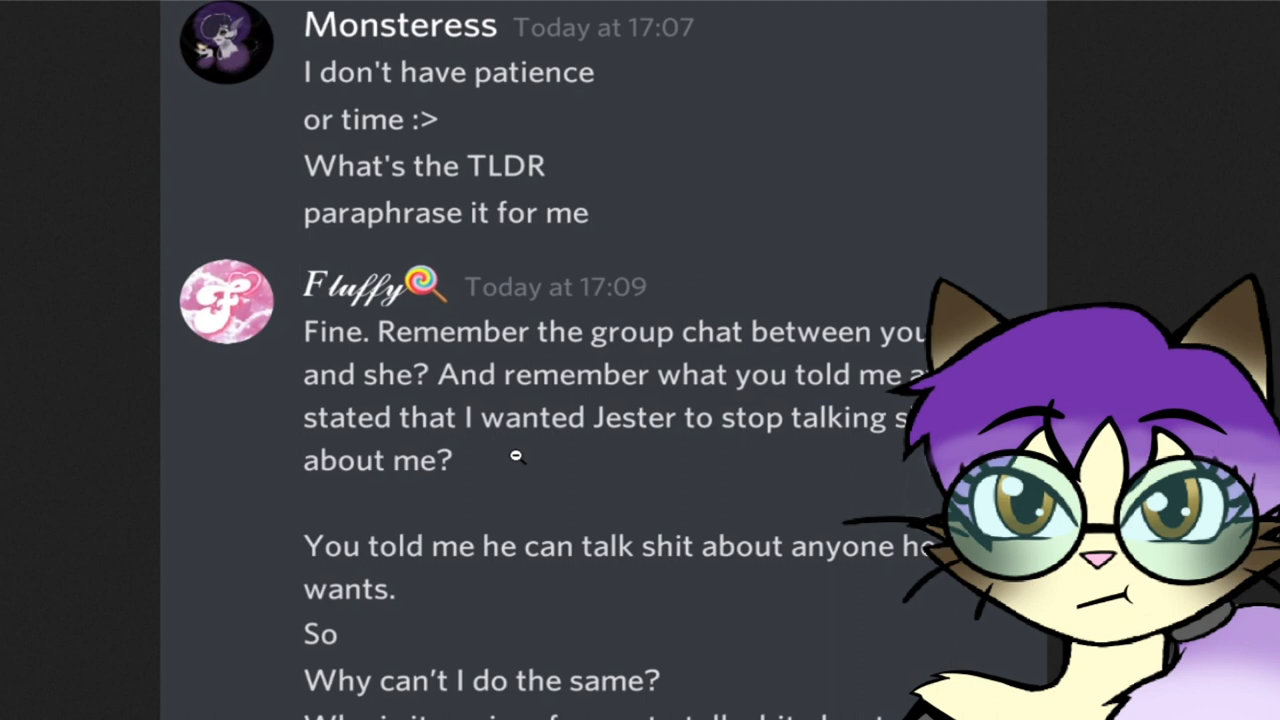 Monsteress Today at 17:07
I don't have patience
or time :>
What's the TLDR
paraphrase it for me
F
Fluffy🍭 Today at 17:09
Fine. Remember the group chat between you
and she? And remember what you told me
stated that I wanted Jester to stop talking
about me?
You told me he can talk shit about anyone he
wants.
So
Why can't I do the same?